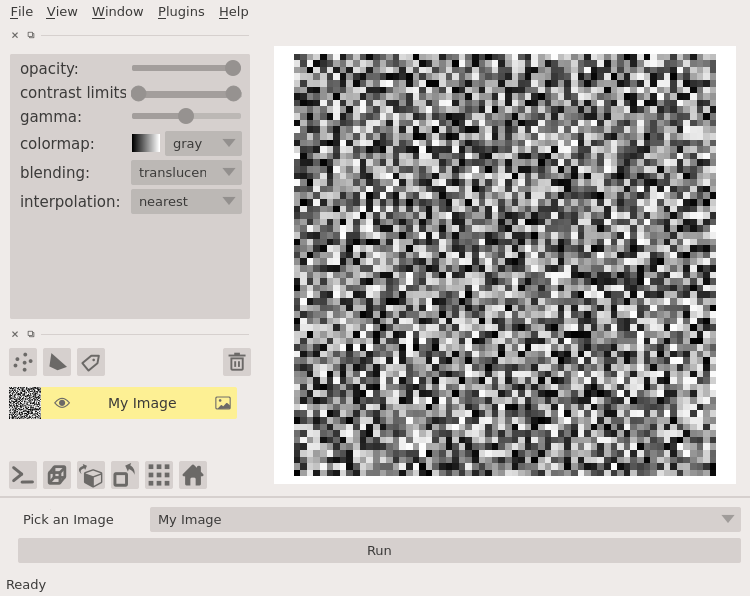 File View Window Plugins Help
opacity:
contrast limits
gamma:
colormap: gray
blending: translucen
interpolation: nearest
My Image
Pick an Image My Image
Run
Ready